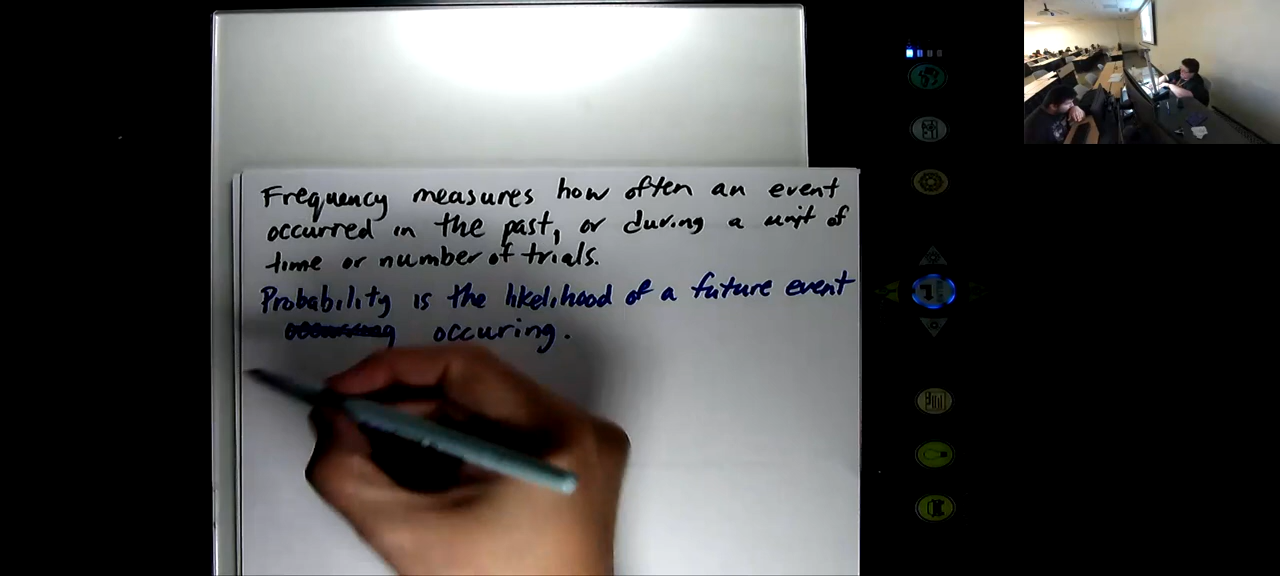 Frequency measures how often an event
occurred in the past, or during a unit of
time or number of trials.
Probability is the likelihood of a future event
occuring.